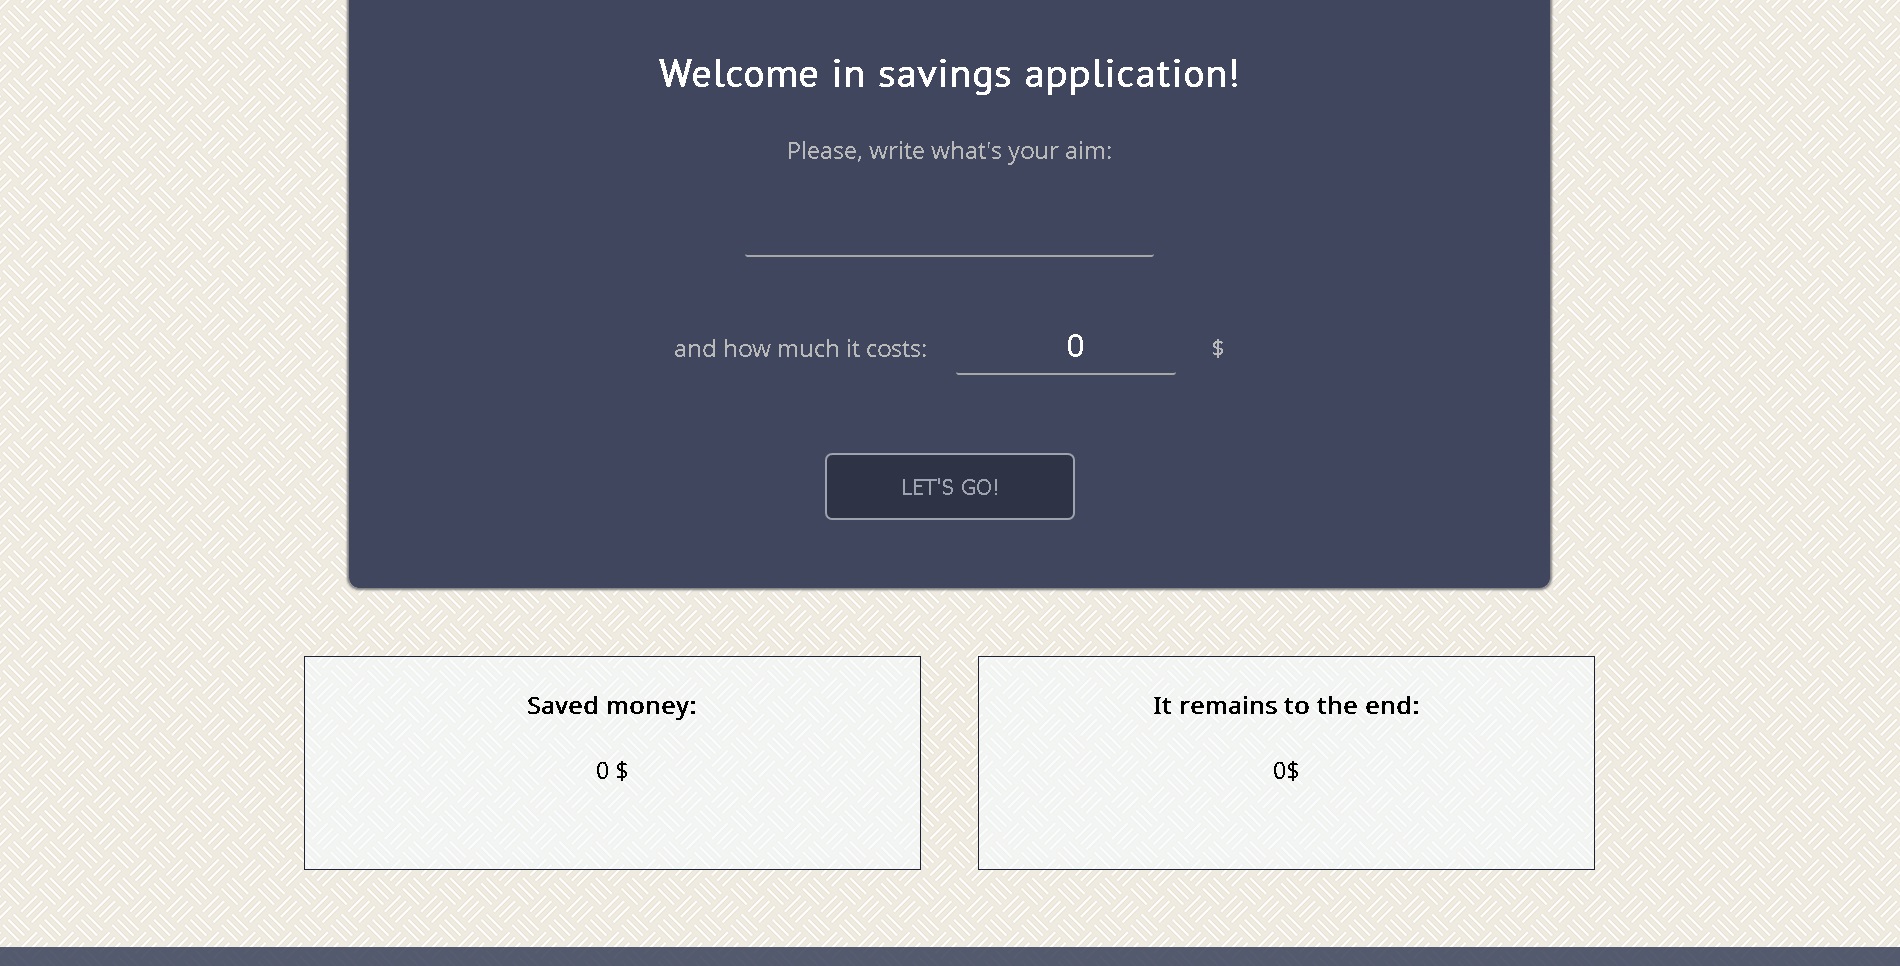 Welcome in savings application!
Please, write what's your aim:
and how much it costs: 0 $
LET'S GO!
Saved money:
0 $
It remains to the end:
0$